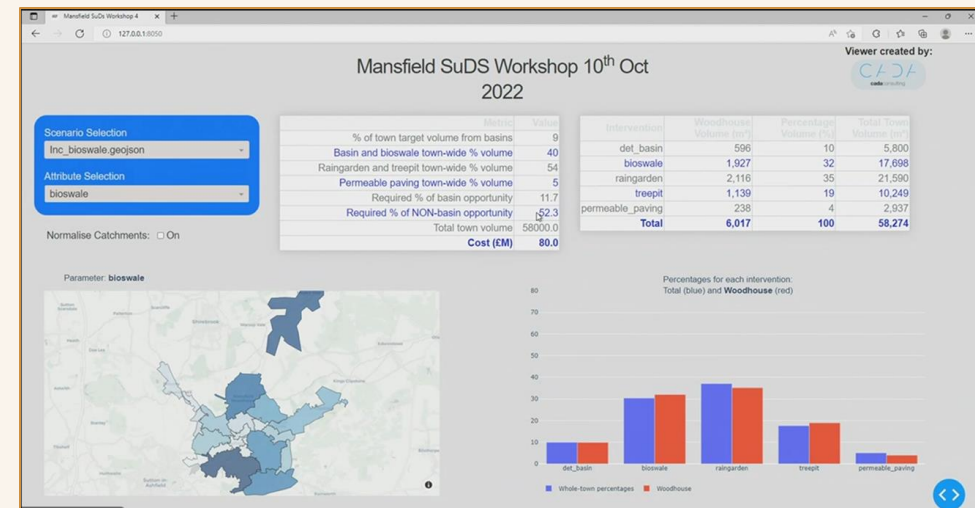 Mansfield SuDs Workshop 4
127.0.0.1:8050
Mansfield SuDS Workshop 10th Oct
2022
Viewer created by:
CADA
cada consulting
Scenario Selection
Inc_bioswale.geojson
Attribute Selection
bioswale
Normalise Catchments: On
Metric Value
% of town target volume from basins 9
Basin and bioswale town-wide % volume 40
Raingarden and treepit town-wide % volume 54
Permeable paving town-wide % volume 5
Required % of basin opportunity 11.7
Required % of NON-basin opportunity 52.3
Total town volume 58000.0
Cost (£M) 80.0
Intervention Woodhouse Volume (m³) Percentage Volume (%) Total Town Volume (m³)
det_basin 596 10 5,800
bioswale 1,927 32 17,698
raingarden 2,116 35 21,590
treepit 1,139 19 10,249
permeable_paving 238 4 2,937
Total 6,017 100 58,274
Parameter: bioswale
Percentages for each intervention:
Total (blue) and Woodhouse (red)
80
70
60
50
40
30
20
10
0
det_basin bioswale raingarden treepit permeable_paving
Whole-town percentages Woodhouse